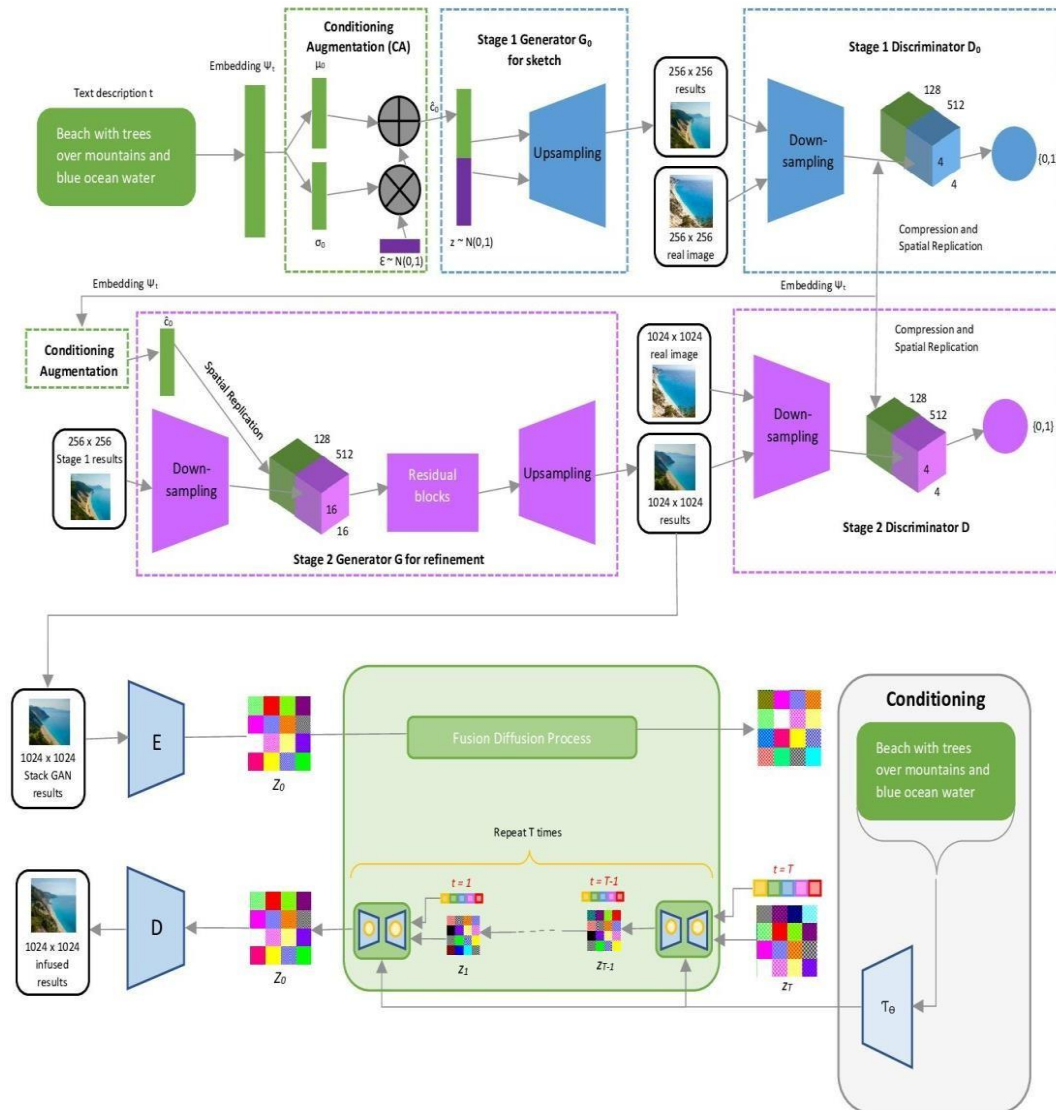 Conditioning
Augmentation (CA)
Stage 1 Generator G₀
for sketch
Stage 1 Discriminator D₀
Embedding Ψₜ
μ₀
256 x 256
results
128
512
Text description t
ĉ₀
Beach with trees
over mountains and
blue ocean water
Upsampling
Down-
sampling
4
4
{0,1}
σ₀
Ɛ ~ N(0,1)
z ~ N(0,1)
256 x 256
real image
Compression and
Spatial Replication
Embedding Ψₜ
Embedding Ψₜ
ĉ₀
Conditioning
Augmentation
Spatial Replication
1024 x 1024
real image
Compression and
Spatial Replication
128
512
256 x 256
Stage 1 results
Down-
sampling
128
512
16
16
Residual
blocks
Upsampling
Down-
sampling
4
4
{0,1}
1024 x 1024
results
Stage 2 Generator G for refinement
Stage 2 Discriminator D
1024 x 1024
Stack GAN
results
E
Z₀
Fusion Diffusion Process
Conditioning
Beach with trees
over mountains and
blue ocean water
Repeat T times
t = 1
t = T-1
t = T
1024 x 1024
infused
results
D
Z₀
z₁
z_T-1
z_T
τ_θ